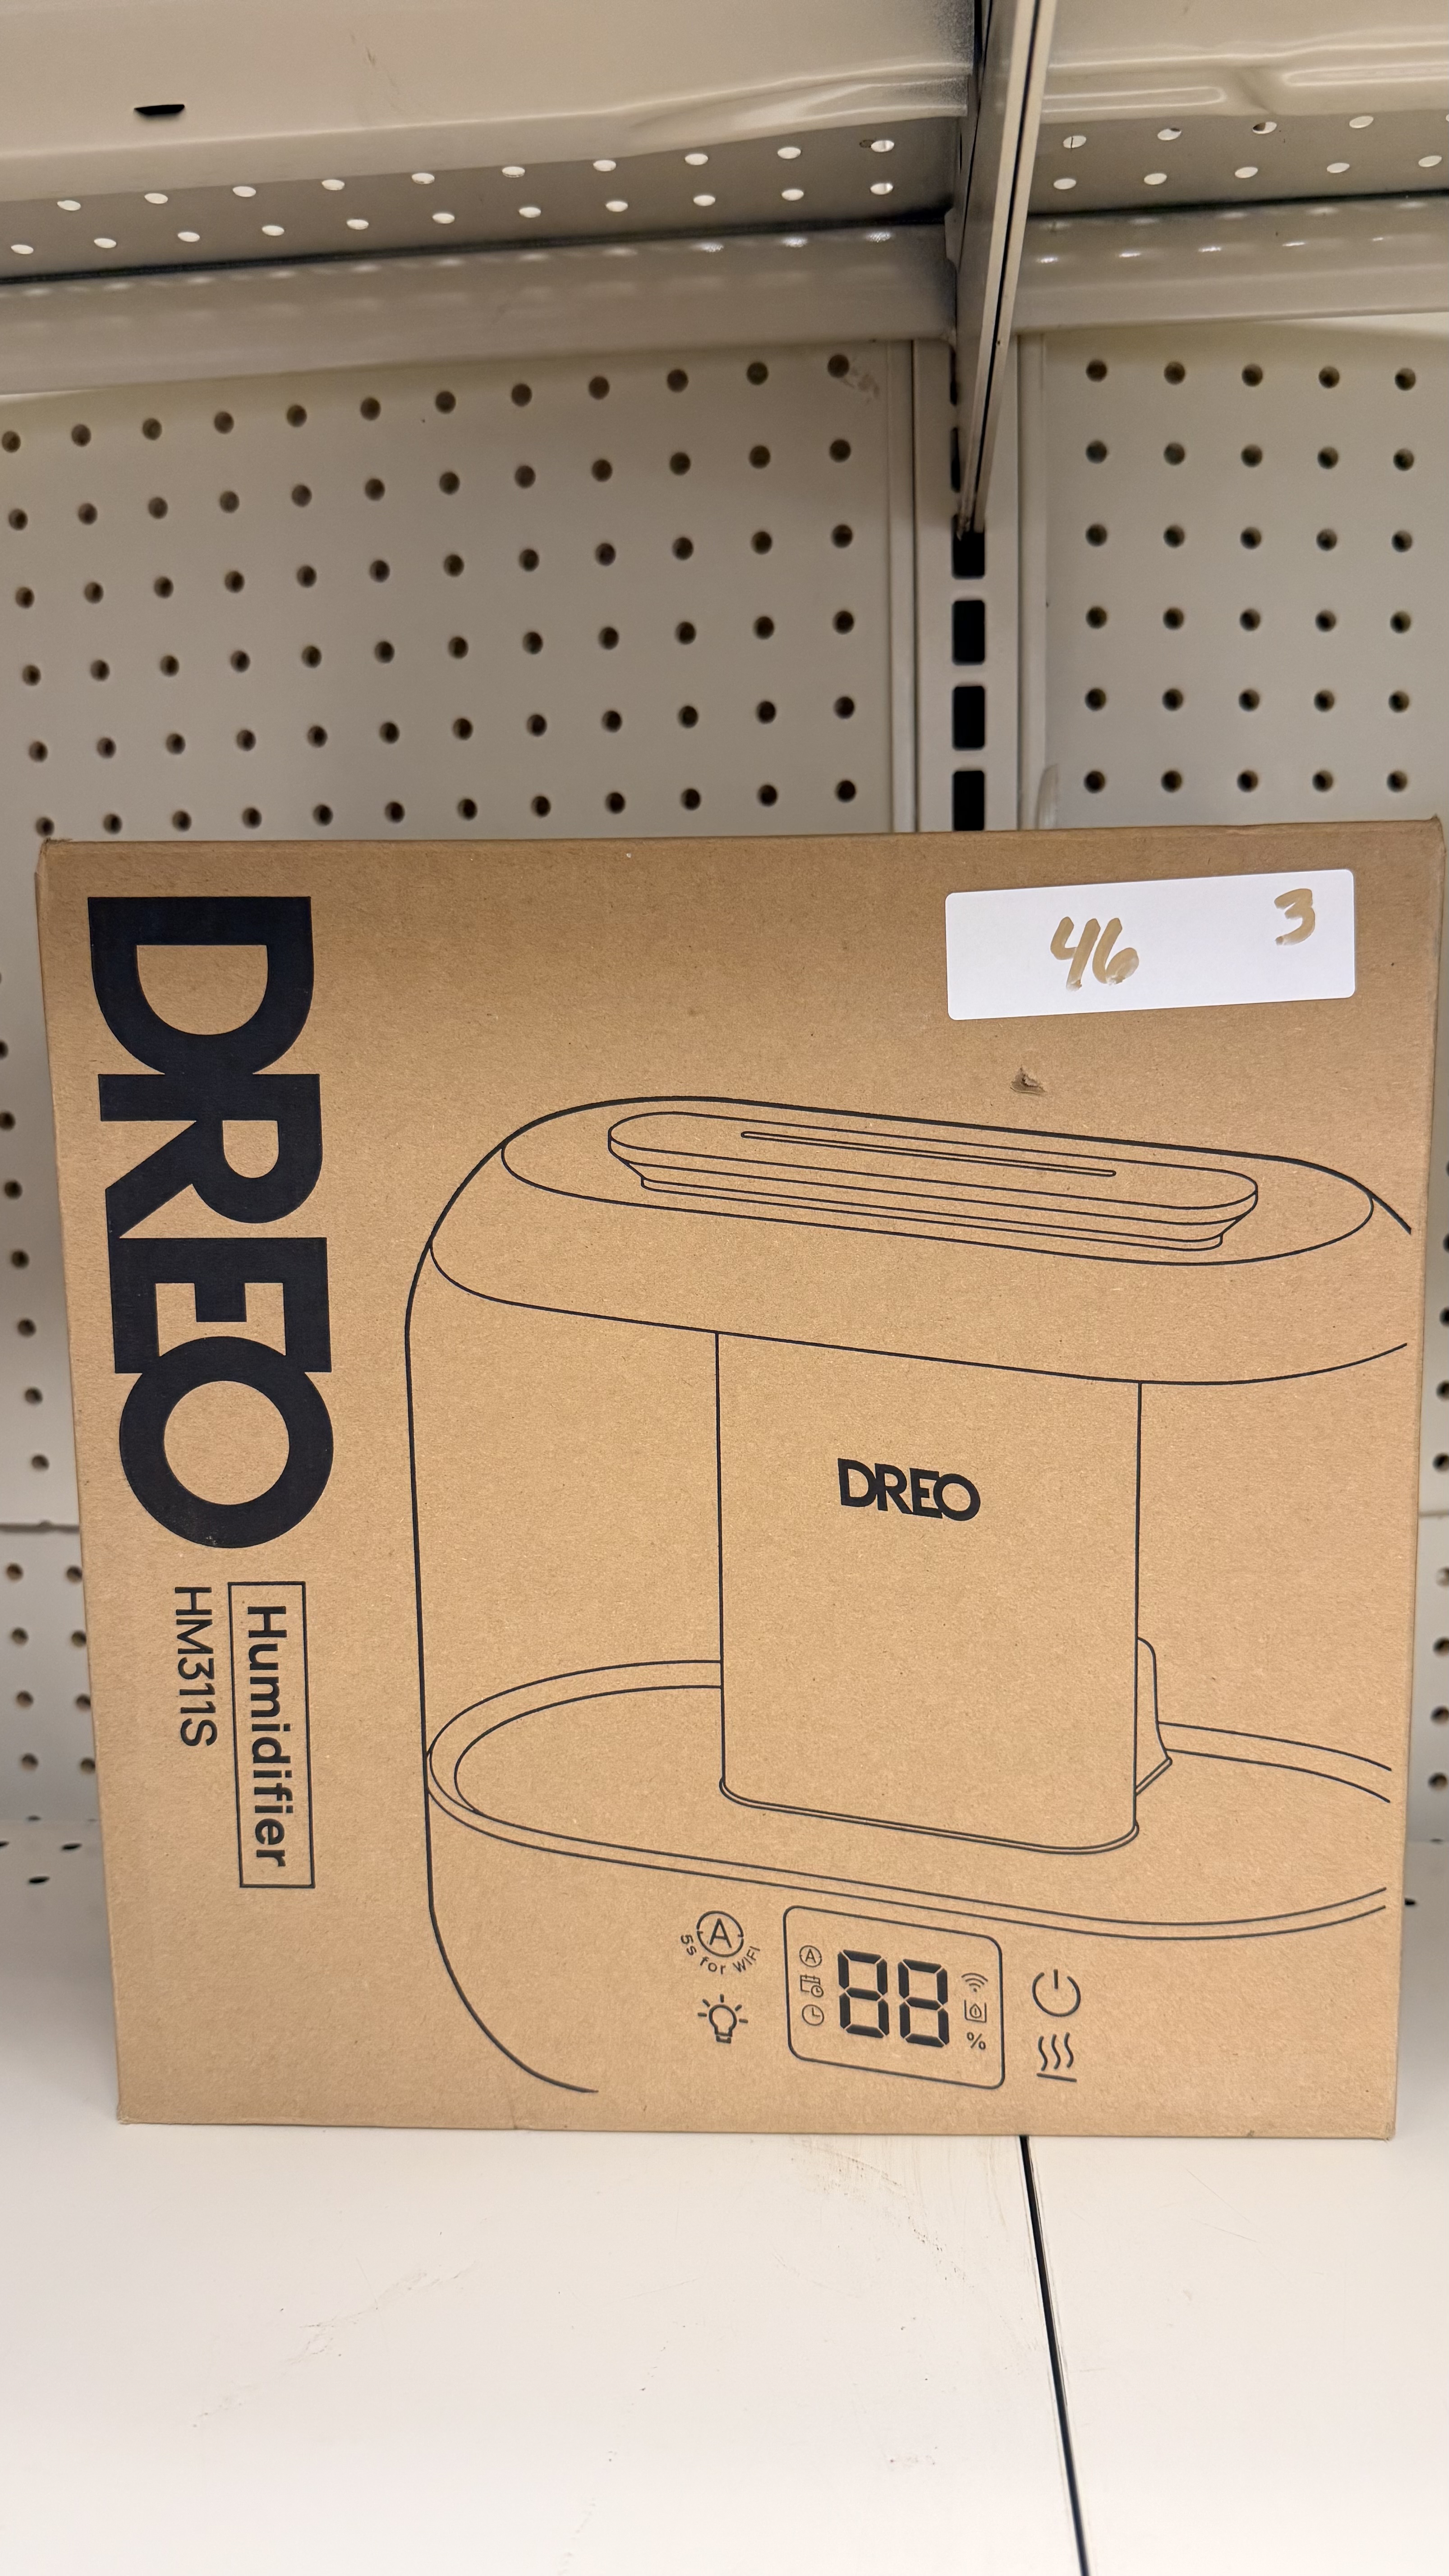 46 3
DREO
Humidifier
HM311S
DREO
A
5s for WIFI
A
88
%